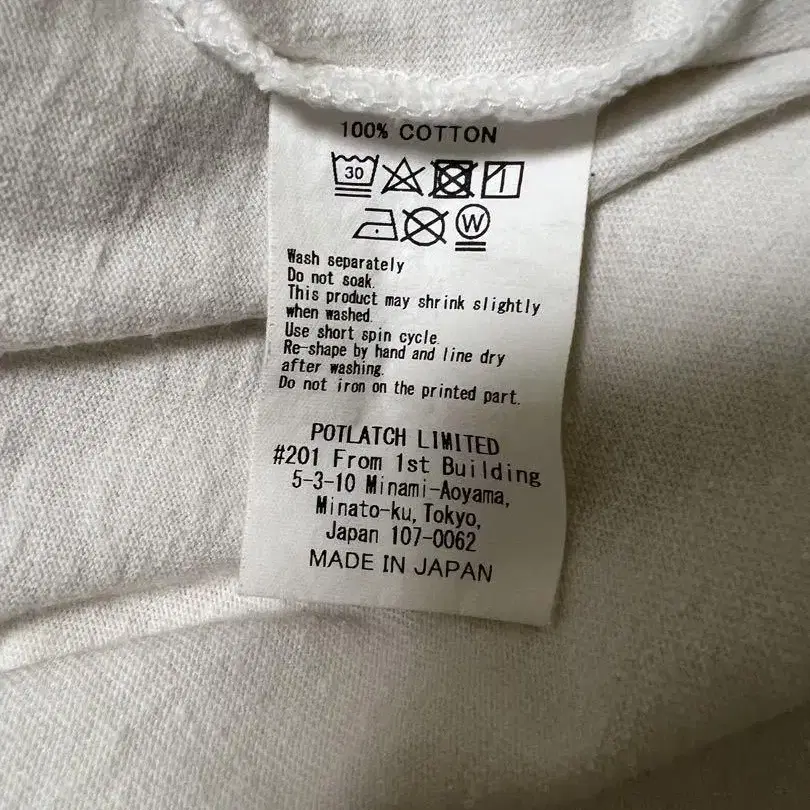 100% COTTON
30
W
Wash separately
Do not soak.
This product may shrink slightly
when washed.
Use short spin cycle.
Re-shape by hand and line dry
after washing.
Do not iron on the printed part.
POTLATCH LIMITED
#201 From 1st Building
5-3-10 Minami-Aoyama,
Minato-ku, Tokyo,
Japan 107-0062
MADE IN JAPAN